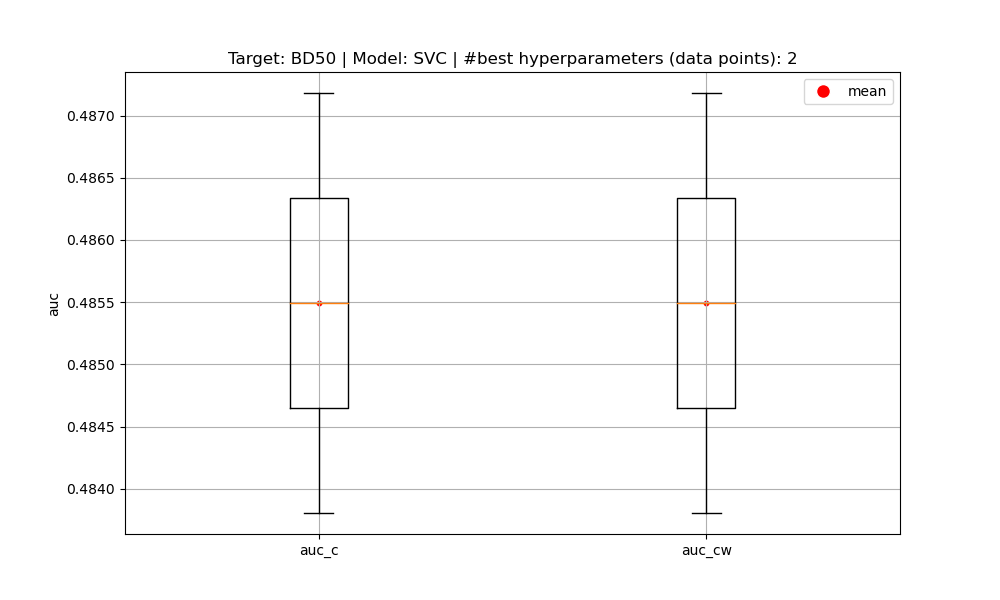 Target: BD50 | Model: SVC | #best hyperparameters (data points): 2
mean
0.4870
0.4865
0.4860
0.4855
0.4850
0.4845
0.4840
auc
auc_c
auc_cw